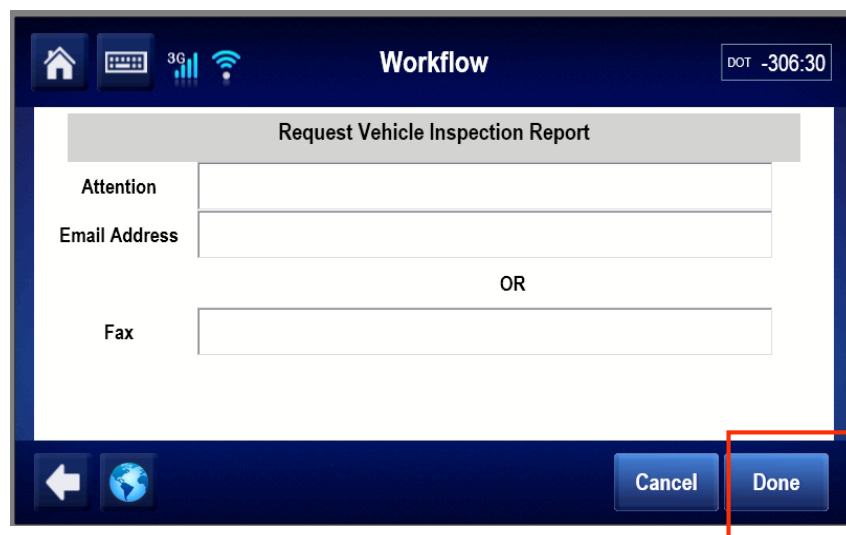 3G Workflow DOT -306:30
Request Vehicle Inspection Report
Attention
Email Address
OR
Fax
Cancel Done